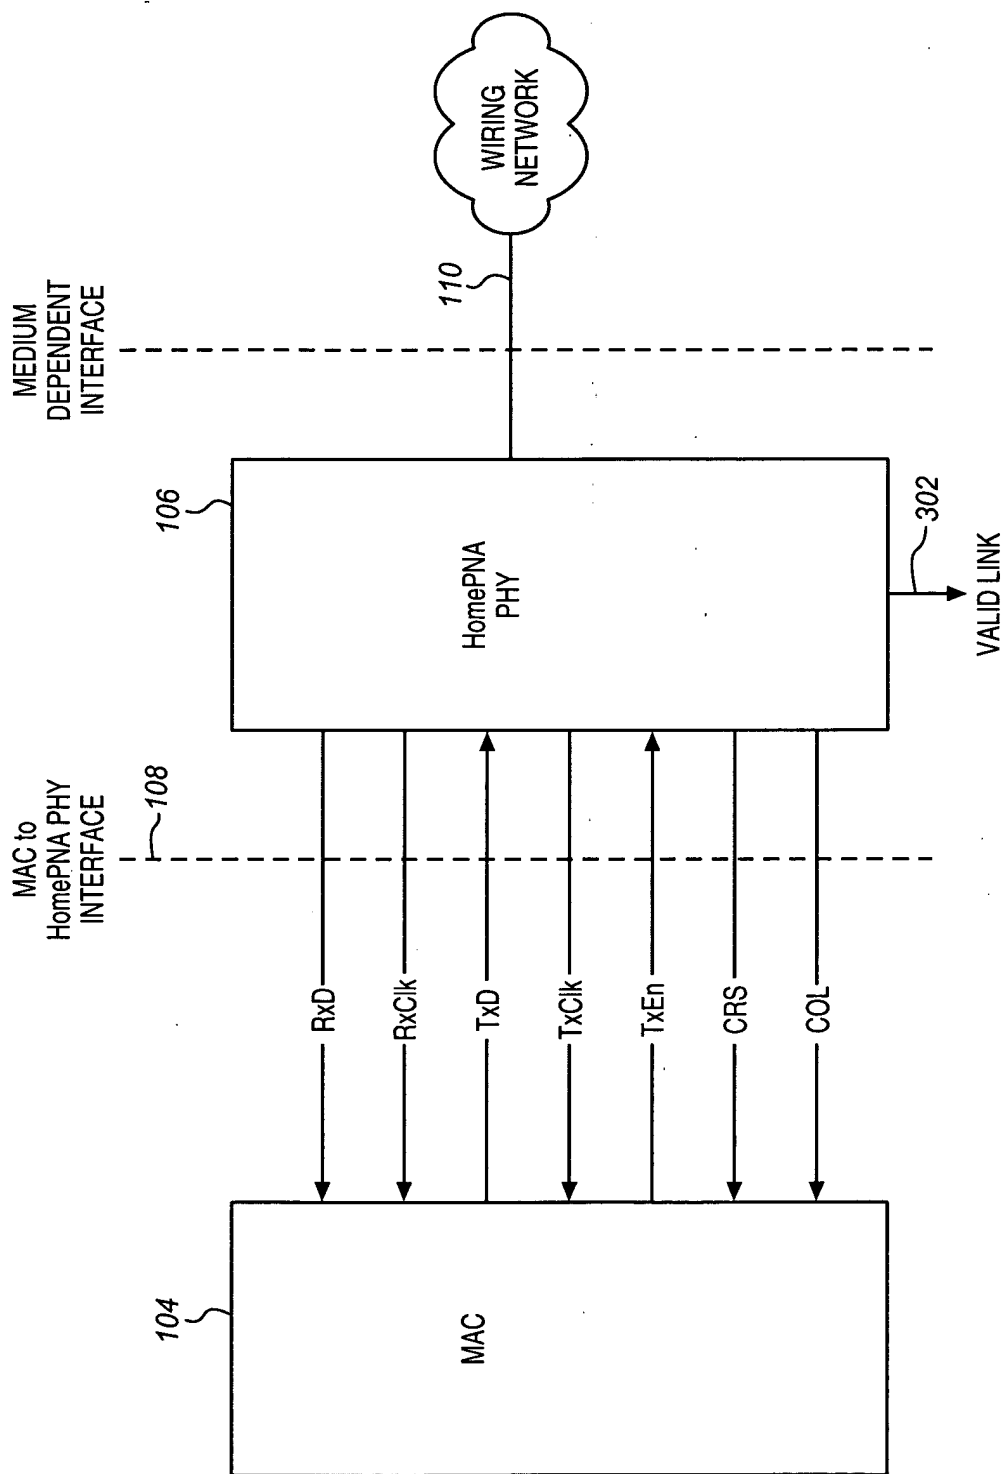 MAC to
HomePNA PHY
INTERFACE
108
MEDIUM
DEPENDENT
INTERFACE
104
MAC
RxD
RxClk
TxD
TxClk
TxEn
CRS
COL
106
HomePNA
PHY
110
WIRING
NETWORK
302
VALID LINK